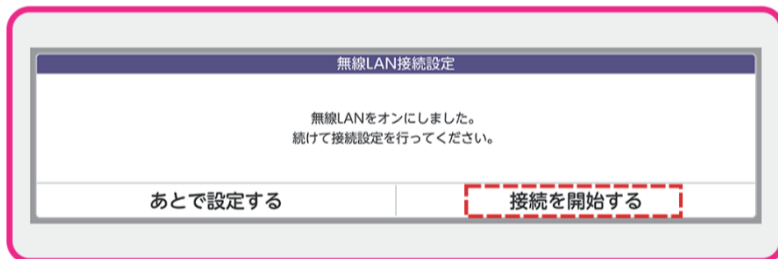 無線LAN接続設定
無線LANをオンにしました。
続けて接続設定を行ってください。
あとで設定する
接続を開始する